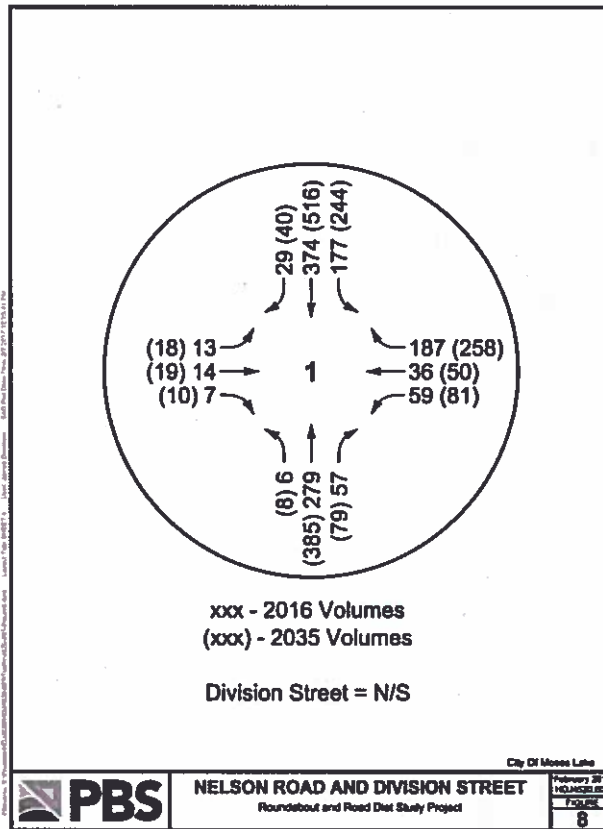 29 (40)
374 (516)
177 (244)
(18) 13
(19) 14
(10) 7
1
187 (258)
36 (50)
59 (81)
(8) 6
(385) 279
(79) 57
xxx - 2016 Volumes
(xxx) - 2035 Volumes
Division Street = N/S
City Of Moses Lake
PBS
NELSON ROAD AND DIVISION STREET
Roundabout and Road Diet Study Project
February
FIGURE
8